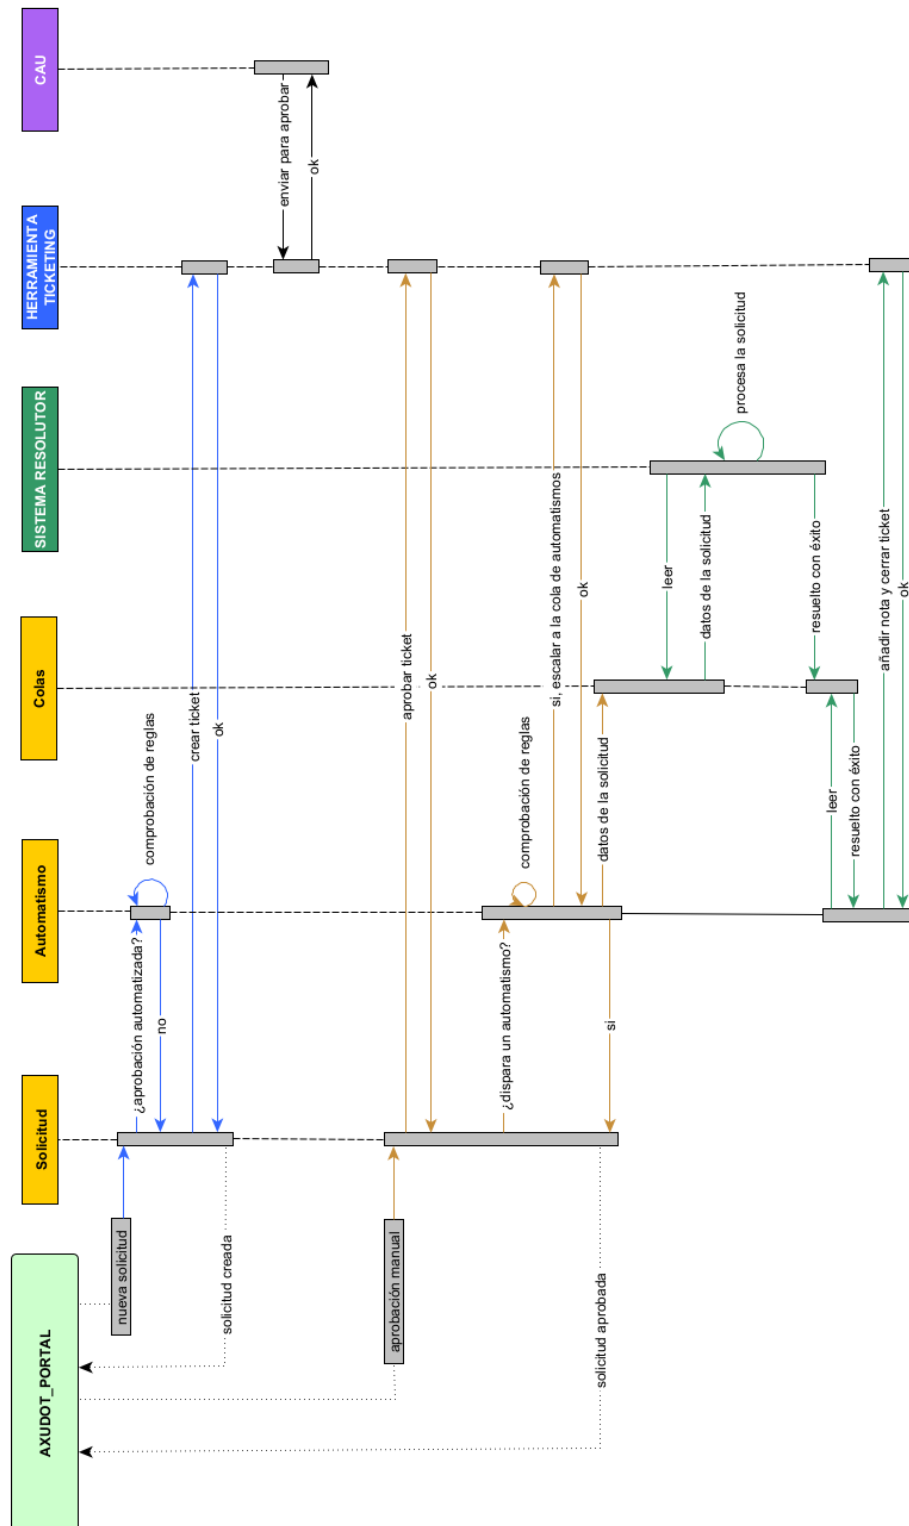 AXUDOT_PORTAL
Solicitud
Automatismo
Colas
SISTEMA RESOLUTOR
HERRAMIENTA
TICKETING
CAU
nueva solicitud
¿aprobación automatizada?
comprobación de reglas
no
crear ticket
ok
solicitud creada
enviar para aprobar
ok
aprobación manual
aprobar ticket
ok
¿dispara un automatismo?
comprobación de reglas
si, escalar a la cola de automatismos
ok
datos de la solicitud
si
solicitud aprobada
leer
datos de la solicitud
procesa la solicitud
resuelto con éxito
leer
resuelto con éxito
añadir nota y cerrar ticket
ok